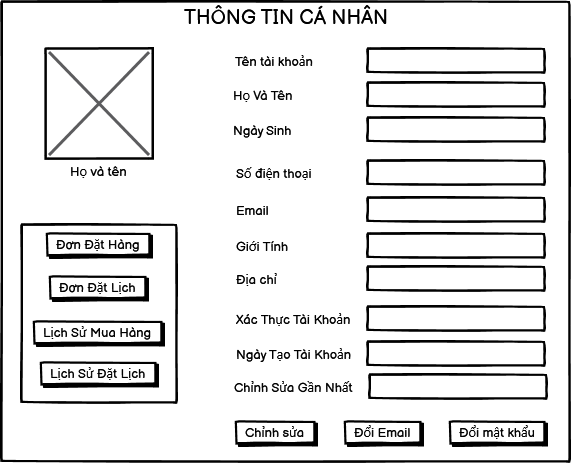 THÔNG TIN CÁ NHÂN
Họ và tên
Đơn Đặt Hàng
Đơn Đặt Lịch
Lịch Sử Mua Hàng
Lịch Sử Đặt Lịch
Tên tài khoản
Họ Và Tên
Ngày Sinh
Số điện thoại
Email
Giới Tính
Địa chỉ
Xác Thực Tài Khoản
Ngày Tạo Tài Khoản
Chỉnh Sửa Gần Nhất
Chỉnh sửa
Đổi Email
Đổi mật khẩu